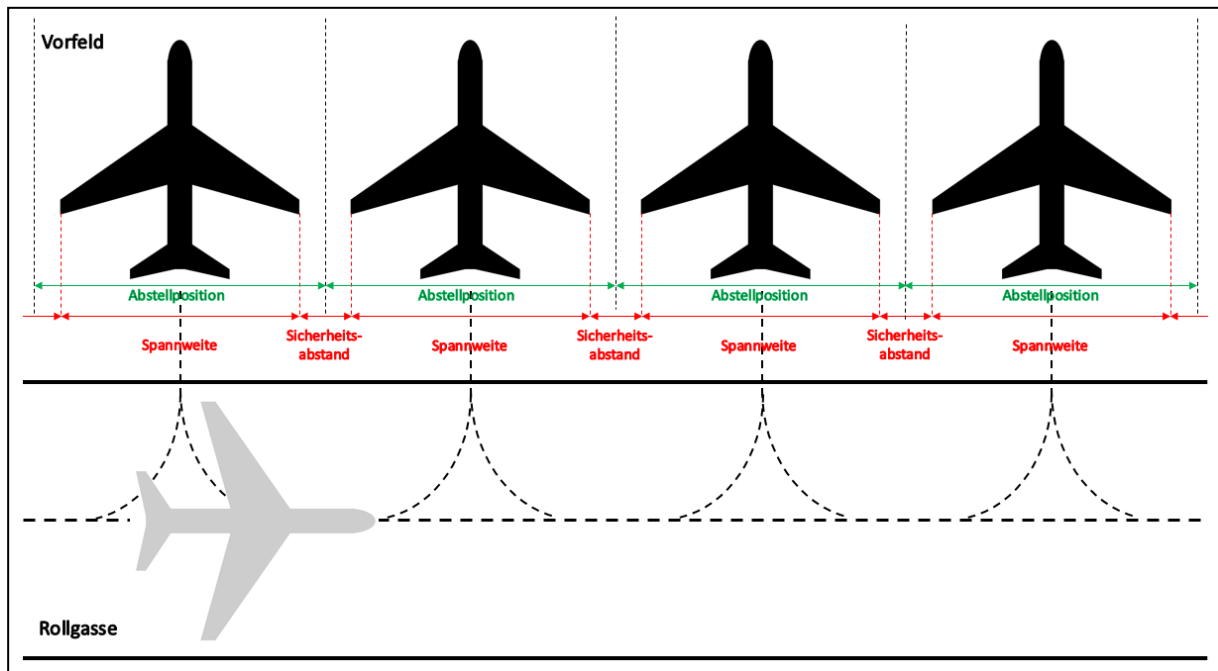 Vorfeld
Abstellposition
Abstellposition
Abstellposition
Abstellposition
Spannweite
Sicherheits-
abstand
Spannweite
Sicherheits-
abstand
Spannweite
Sicherheits-
abstand
Spannweite
Rollgasse